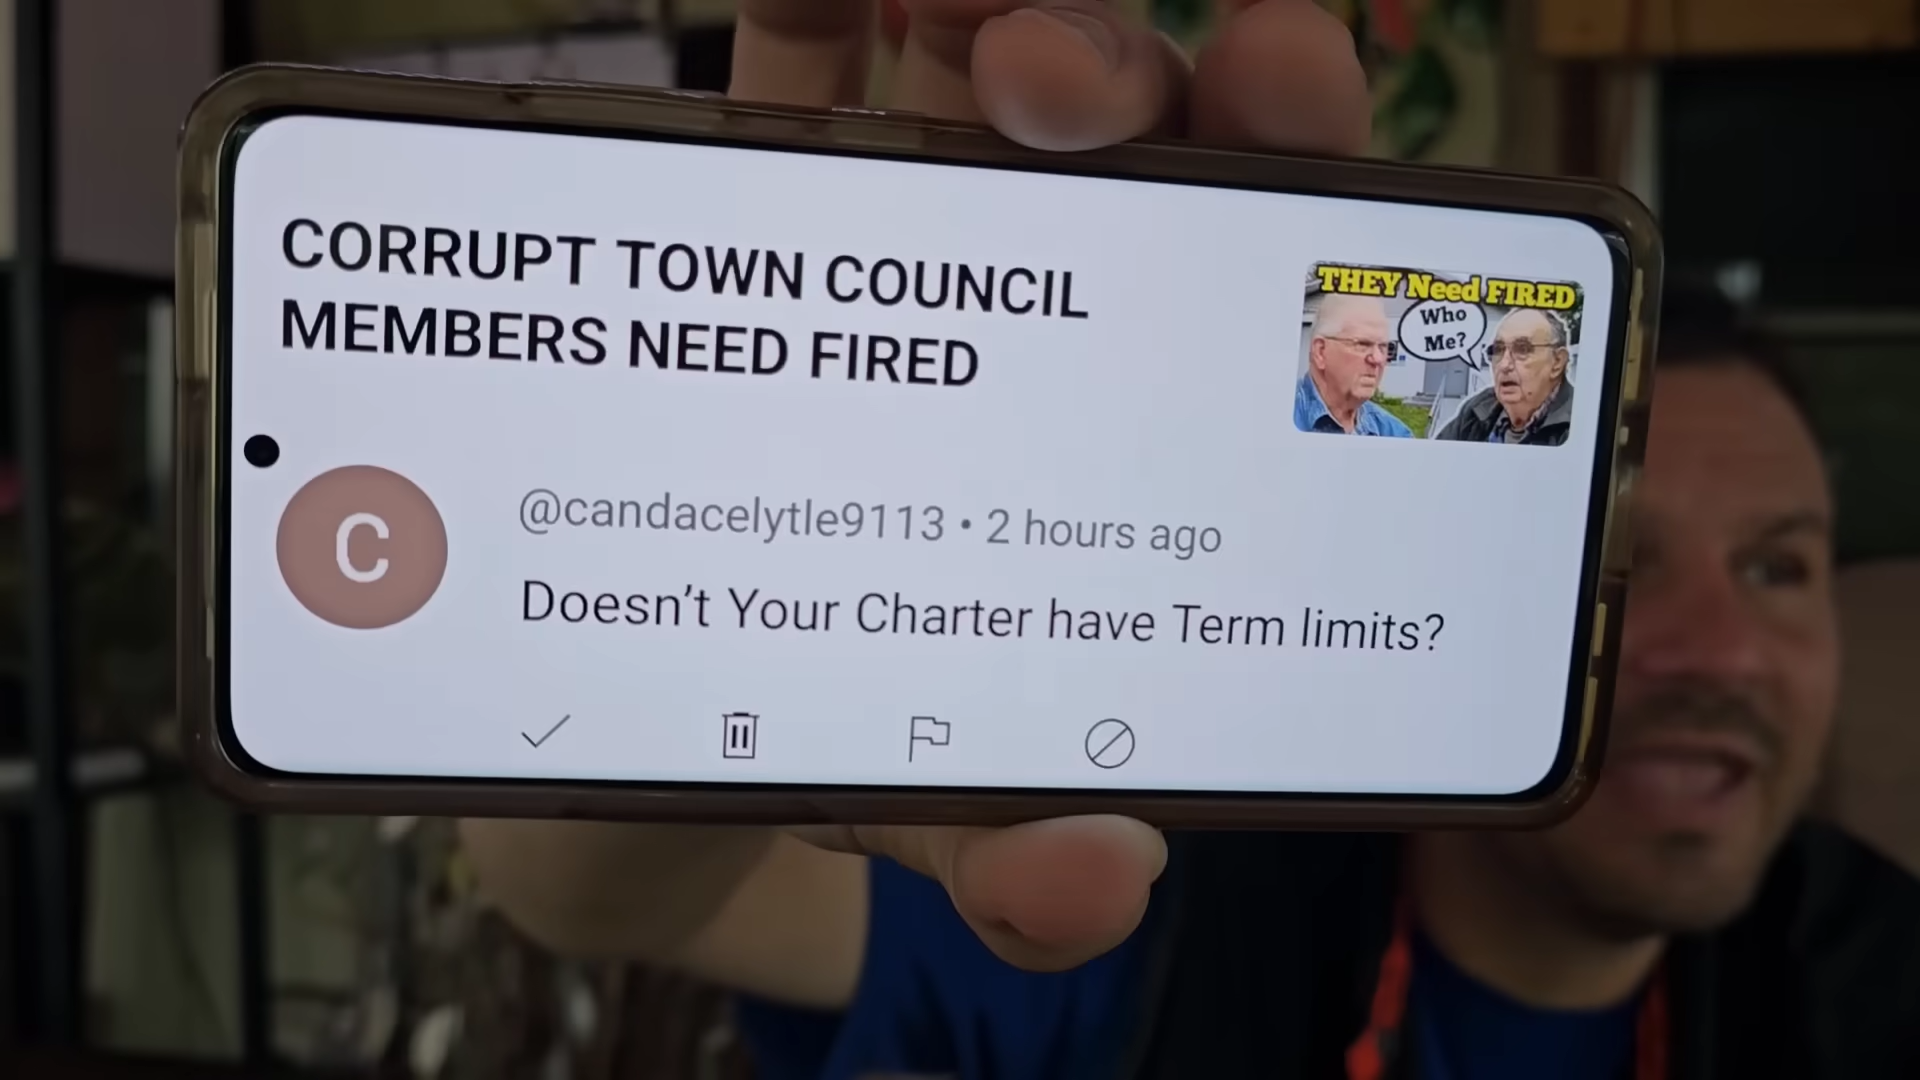 CORRUPT TOWN COUNCIL
MEMBERS NEED FIRED
THEY Need FIRED
Who
Me?
C
@candacelytle9113 • 2 hours ago
Doesn't Your Charter have Term limits?